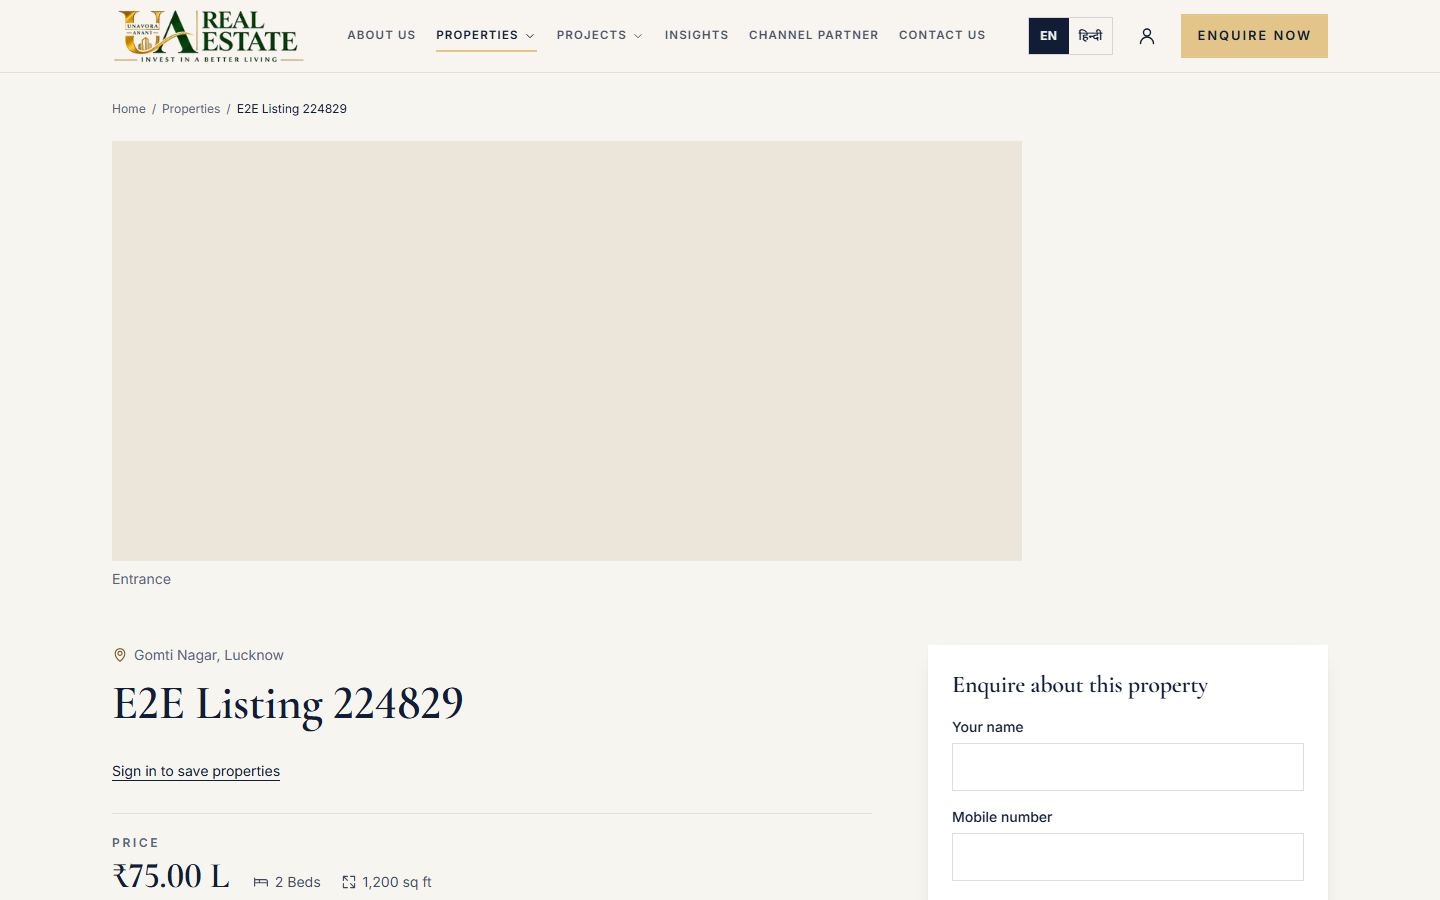 UNAVORA
ANANT
UA
REAL
ESTATE
INVEST IN A BETTER LIVING
ABOUT US
PROPERTIES
PROJECTS
INSIGHTS
CHANNEL PARTNER
CONTACT US
EN
हिन्दी
ENQUIRE NOW
Home / Properties / E2E Listing 224829
Entrance
Gomti Nagar, Lucknow
E2E Listing 224829
Sign in to save properties
PRICE
₹75.00 L
2 Beds
1,200 sq ft
Enquire about this property
Your name
Mobile number